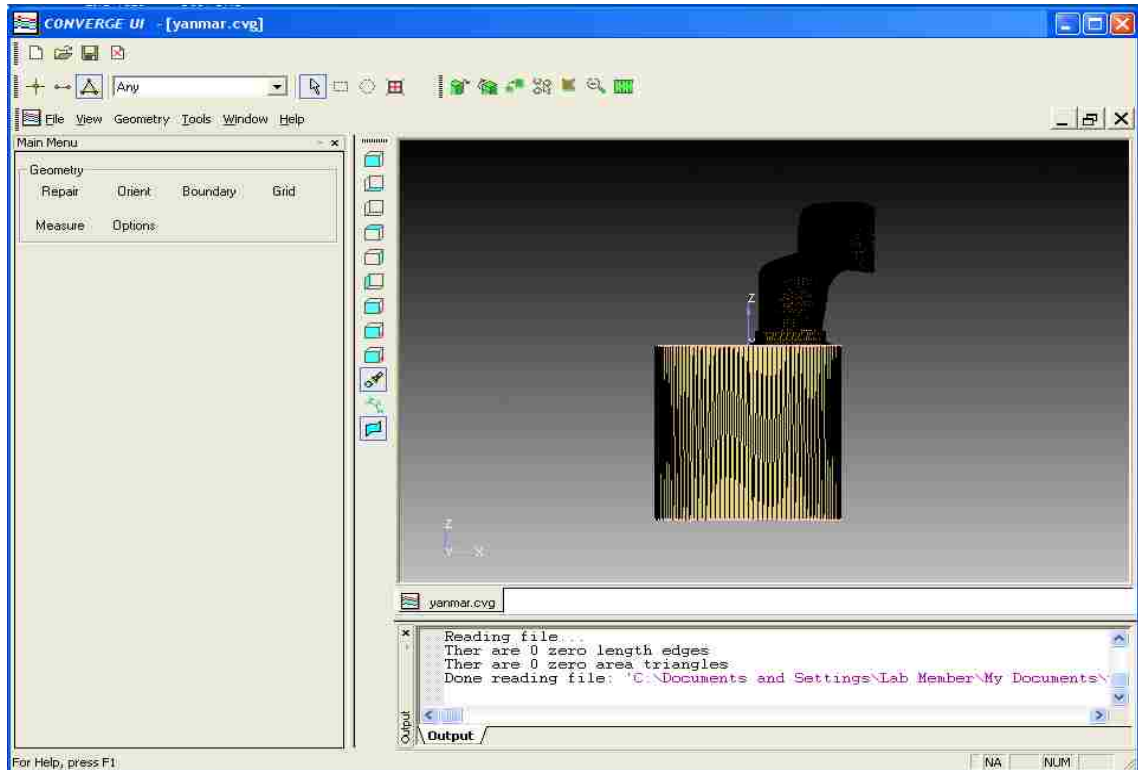 CONVERGE UI - [yanmar.cvg]
Any
File View Geometry Tools Window Help
Main Menu
Geometry
Repair Orient Boundary Grid
Measure Options
Z
Z
Y X
yanmar.cvg
Reading file...
Ther are 0 zero length edges
Ther are 0 zero area triangles
Done reading file: 'C:\Documents and Settings\Lab Member\My Documents\
Output
Output
For Help, press F1
NA NUM